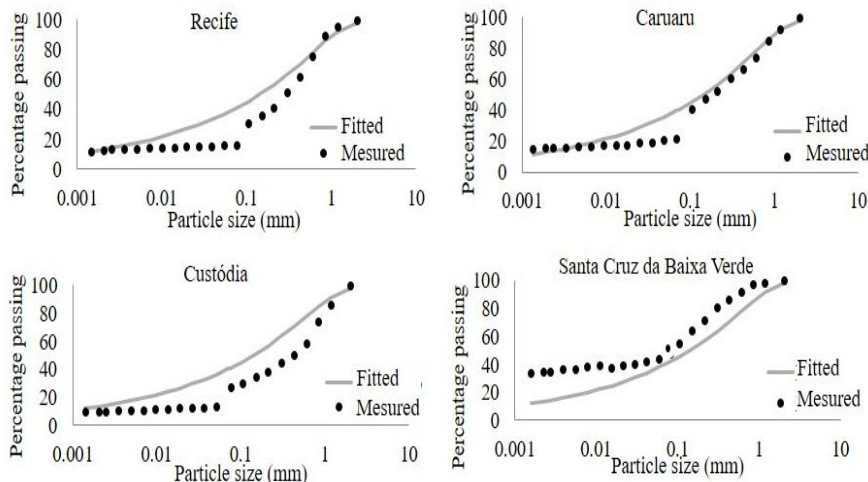 Recife
Percentage passing
100
80
60
40
20
0
Fitted
Mesured
0.001 0.01 0.1 1 10
Particle size (mm)
Caruaru
Percentage passing
100
80
60
40
20
0
Fitted
Mesured
0.001 0.01 0.1 1 10
Particle size (mm)
Custódia
Percentage passing
100
80
60
40
20
0
Fitted
Mesured
0.001 0.01 0.1 1 10
Particle size (mm)
Santa Cruz da Baixa Verde
Percentage passing
100
80
60
40
20
0
Fitted
Mesured
0.001 0.01 0.1 1 10
Particle size (mm)